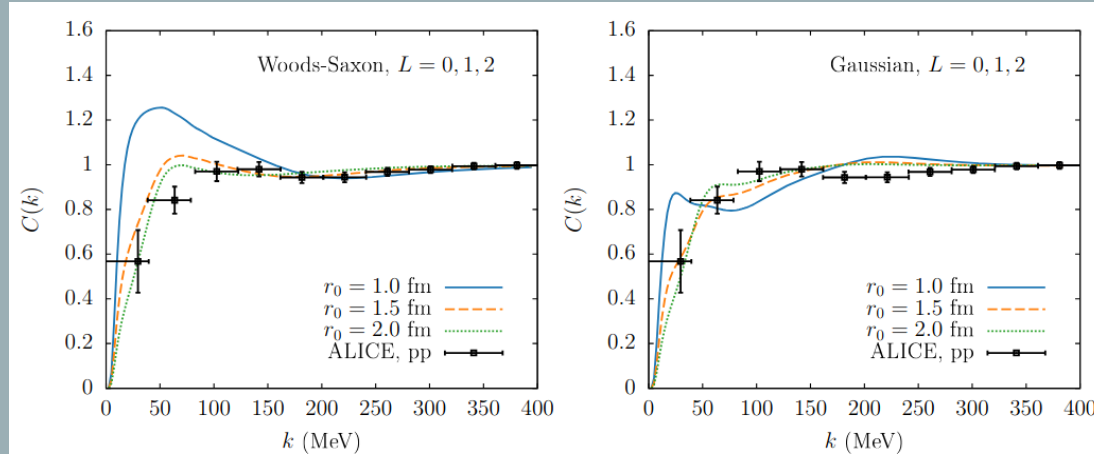 1.6
1.4
1.2
1
0.8
0.6
0.4
0.2
0
C(k)
Woods-Saxon, L = 0, 1, 2
r₀ = 1.0 fm
r₀ = 1.5 fm
r₀ = 2.0 fm
ALICE, pp
0 50 100 150 200 250 300 350 400
k (MeV)
1.6
1.4
1.2
1
0.8
0.6
0.4
0.2
0
C(k)
Gaussian, L = 0, 1, 2
r₀ = 1.0 fm
r₀ = 1.5 fm
r₀ = 2.0 fm
ALICE, pp
0 50 100 150 200 250 300 350 400
k (MeV)